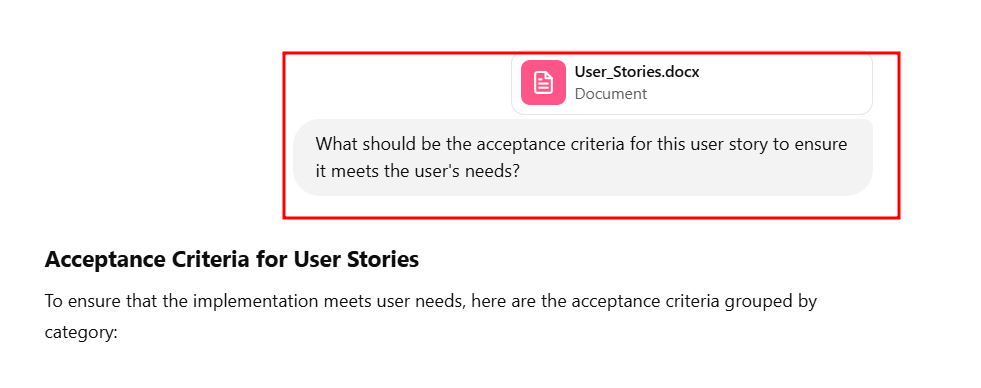 User_Stories.docx
Document
What should be the acceptance criteria for this user story to ensure
it meets the user's needs?
Acceptance Criteria for User Stories
To ensure that the implementation meets user needs, here are the acceptance criteria grouped by
category: